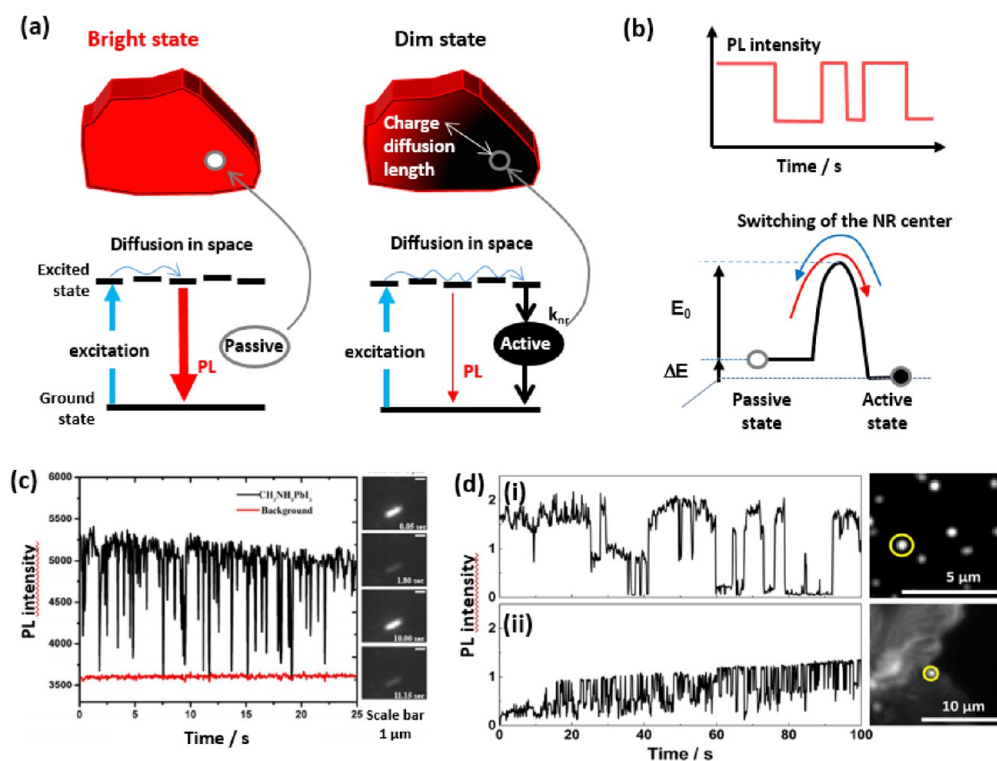 (a)
Bright state
Dim state
Charge
diffusion
length
Diffusion in space
Excited
state
excitation
PL
Passive
Ground
state
Diffusion in space
k_nr
excitation
PL
Active
(b)
PL intensity
Time / s
Switching of the NR center
E₀
ΔE
Passive
state
Active
state
(c)
PL intensity
6000
5500
5000
4500
4000
3500
CH₃NH₃PbI₃
Background
0
5
10
15
20
25
Time / s
0.05 sec
1.80 sec
10.00 sec
11.16 sec
Scale bar
1 µm
(d)
(i)
2
1
0
5 µm
(ii)
PL intensity
2
1
0
0
20
40
60
80
100
Time / s
10 µm